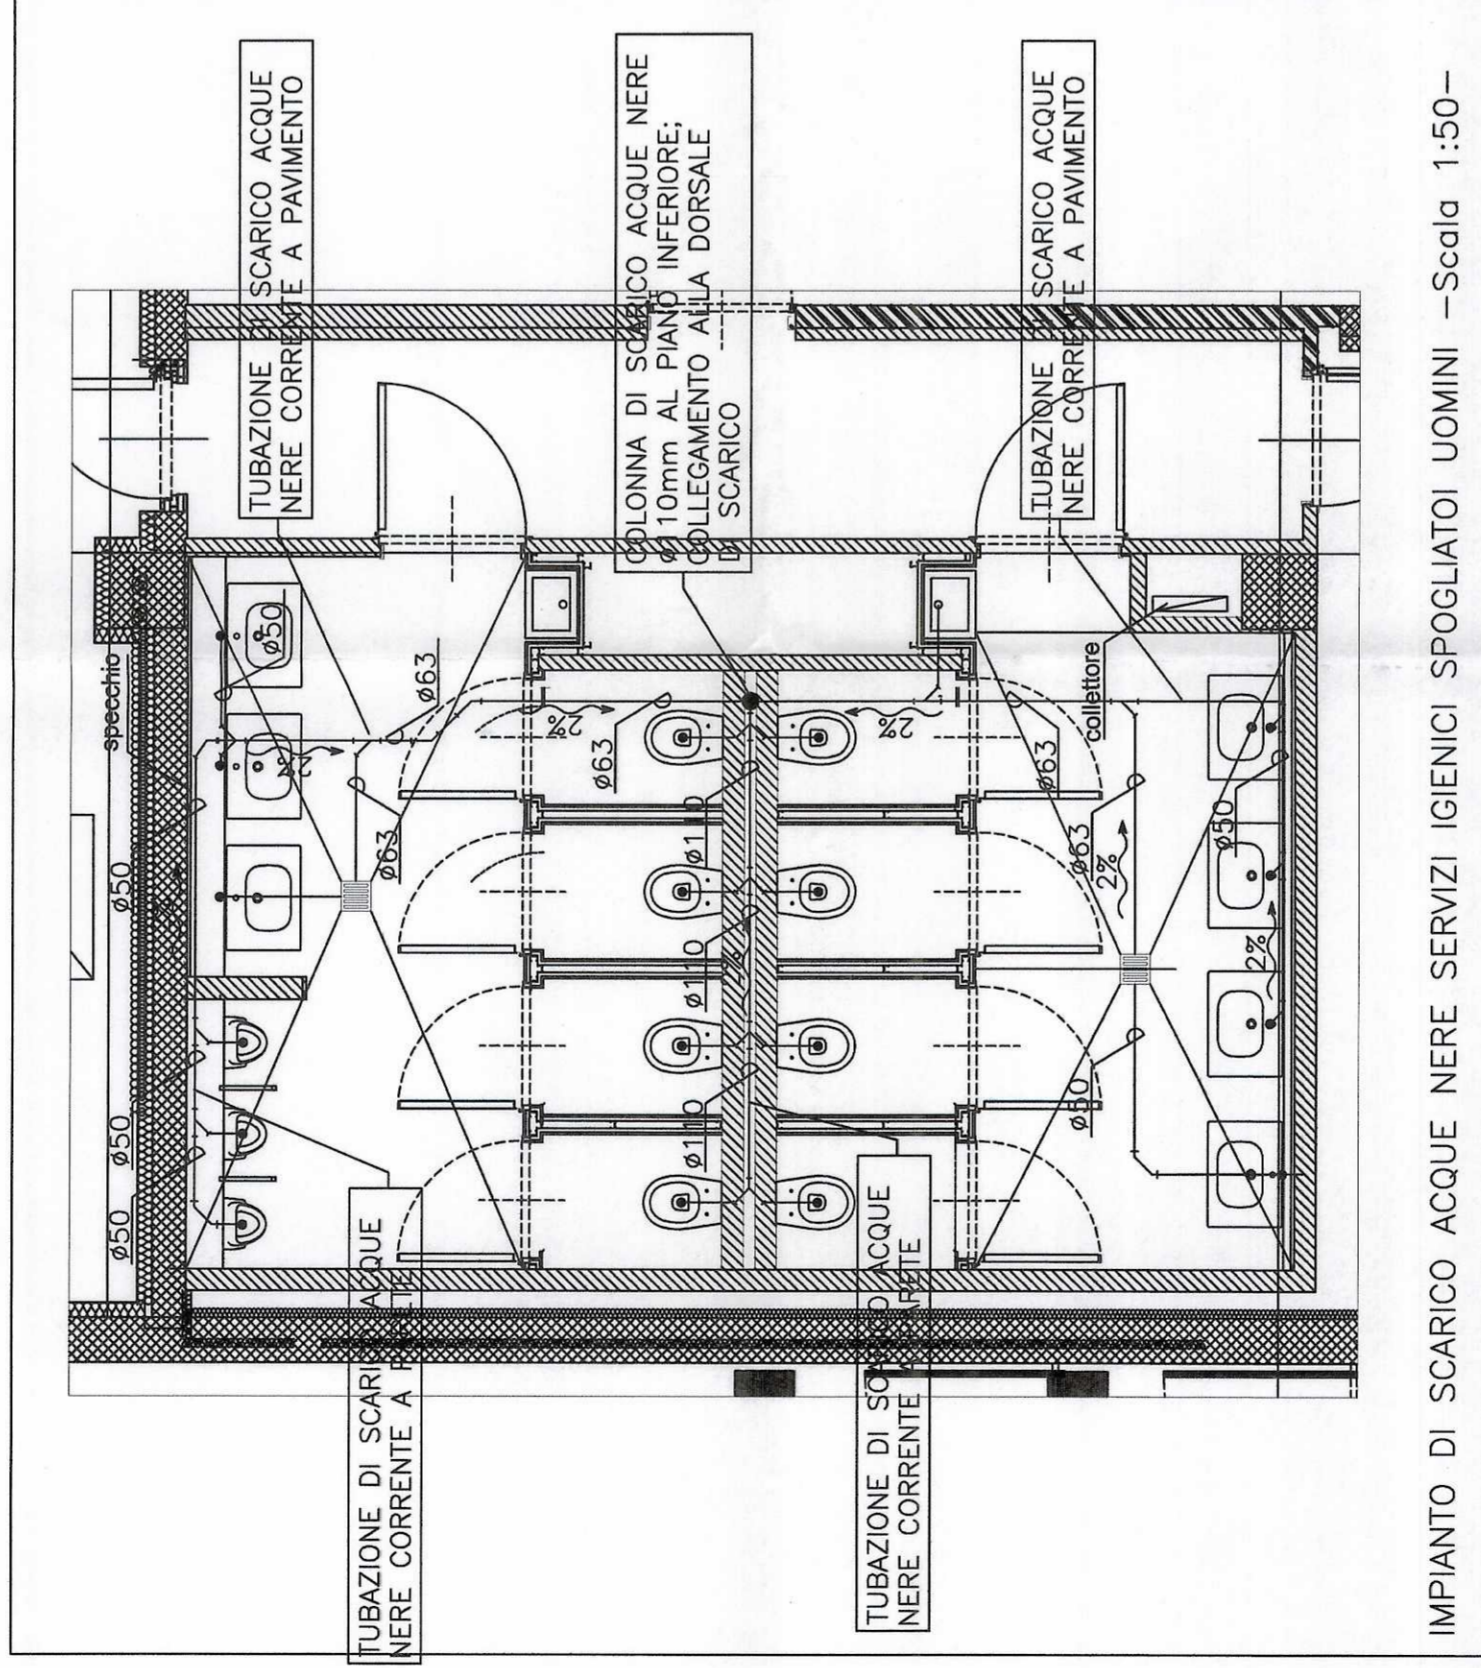 TUBAZIONE DI SCARICO ACQUE
NERE CORRENTE A PAVIMENTO
COLONNA DI SCARICO ACQUE NERE
ø110mm AL PIANO INFERIORE;
COLLEGAMENTO ALLA DORSALE
DI SCARICO
TUBAZIONE DI SCARICO ACQUE
NERE CORRENTE A PAVIMENTO
specchio
ø50
ø50
ø50
ø50
2%
ø63
ø63
2%
ø63
2%
ø110
ø110
2%
ø110
collettore
ø63
ø63
2%
ø50
ø50
2%
TUBAZIONE DI SCARICO ACQUE
NERE CORRENTE A PARETE
TUBAZIONE DI SCARICO ACQUE
NERE CORRENTE A PARETE
IMPIANTO DI SCARICO ACQUE NERE SERVIZI IGIENICI SPOGLIATOI UOMINI –Scala 1:50–